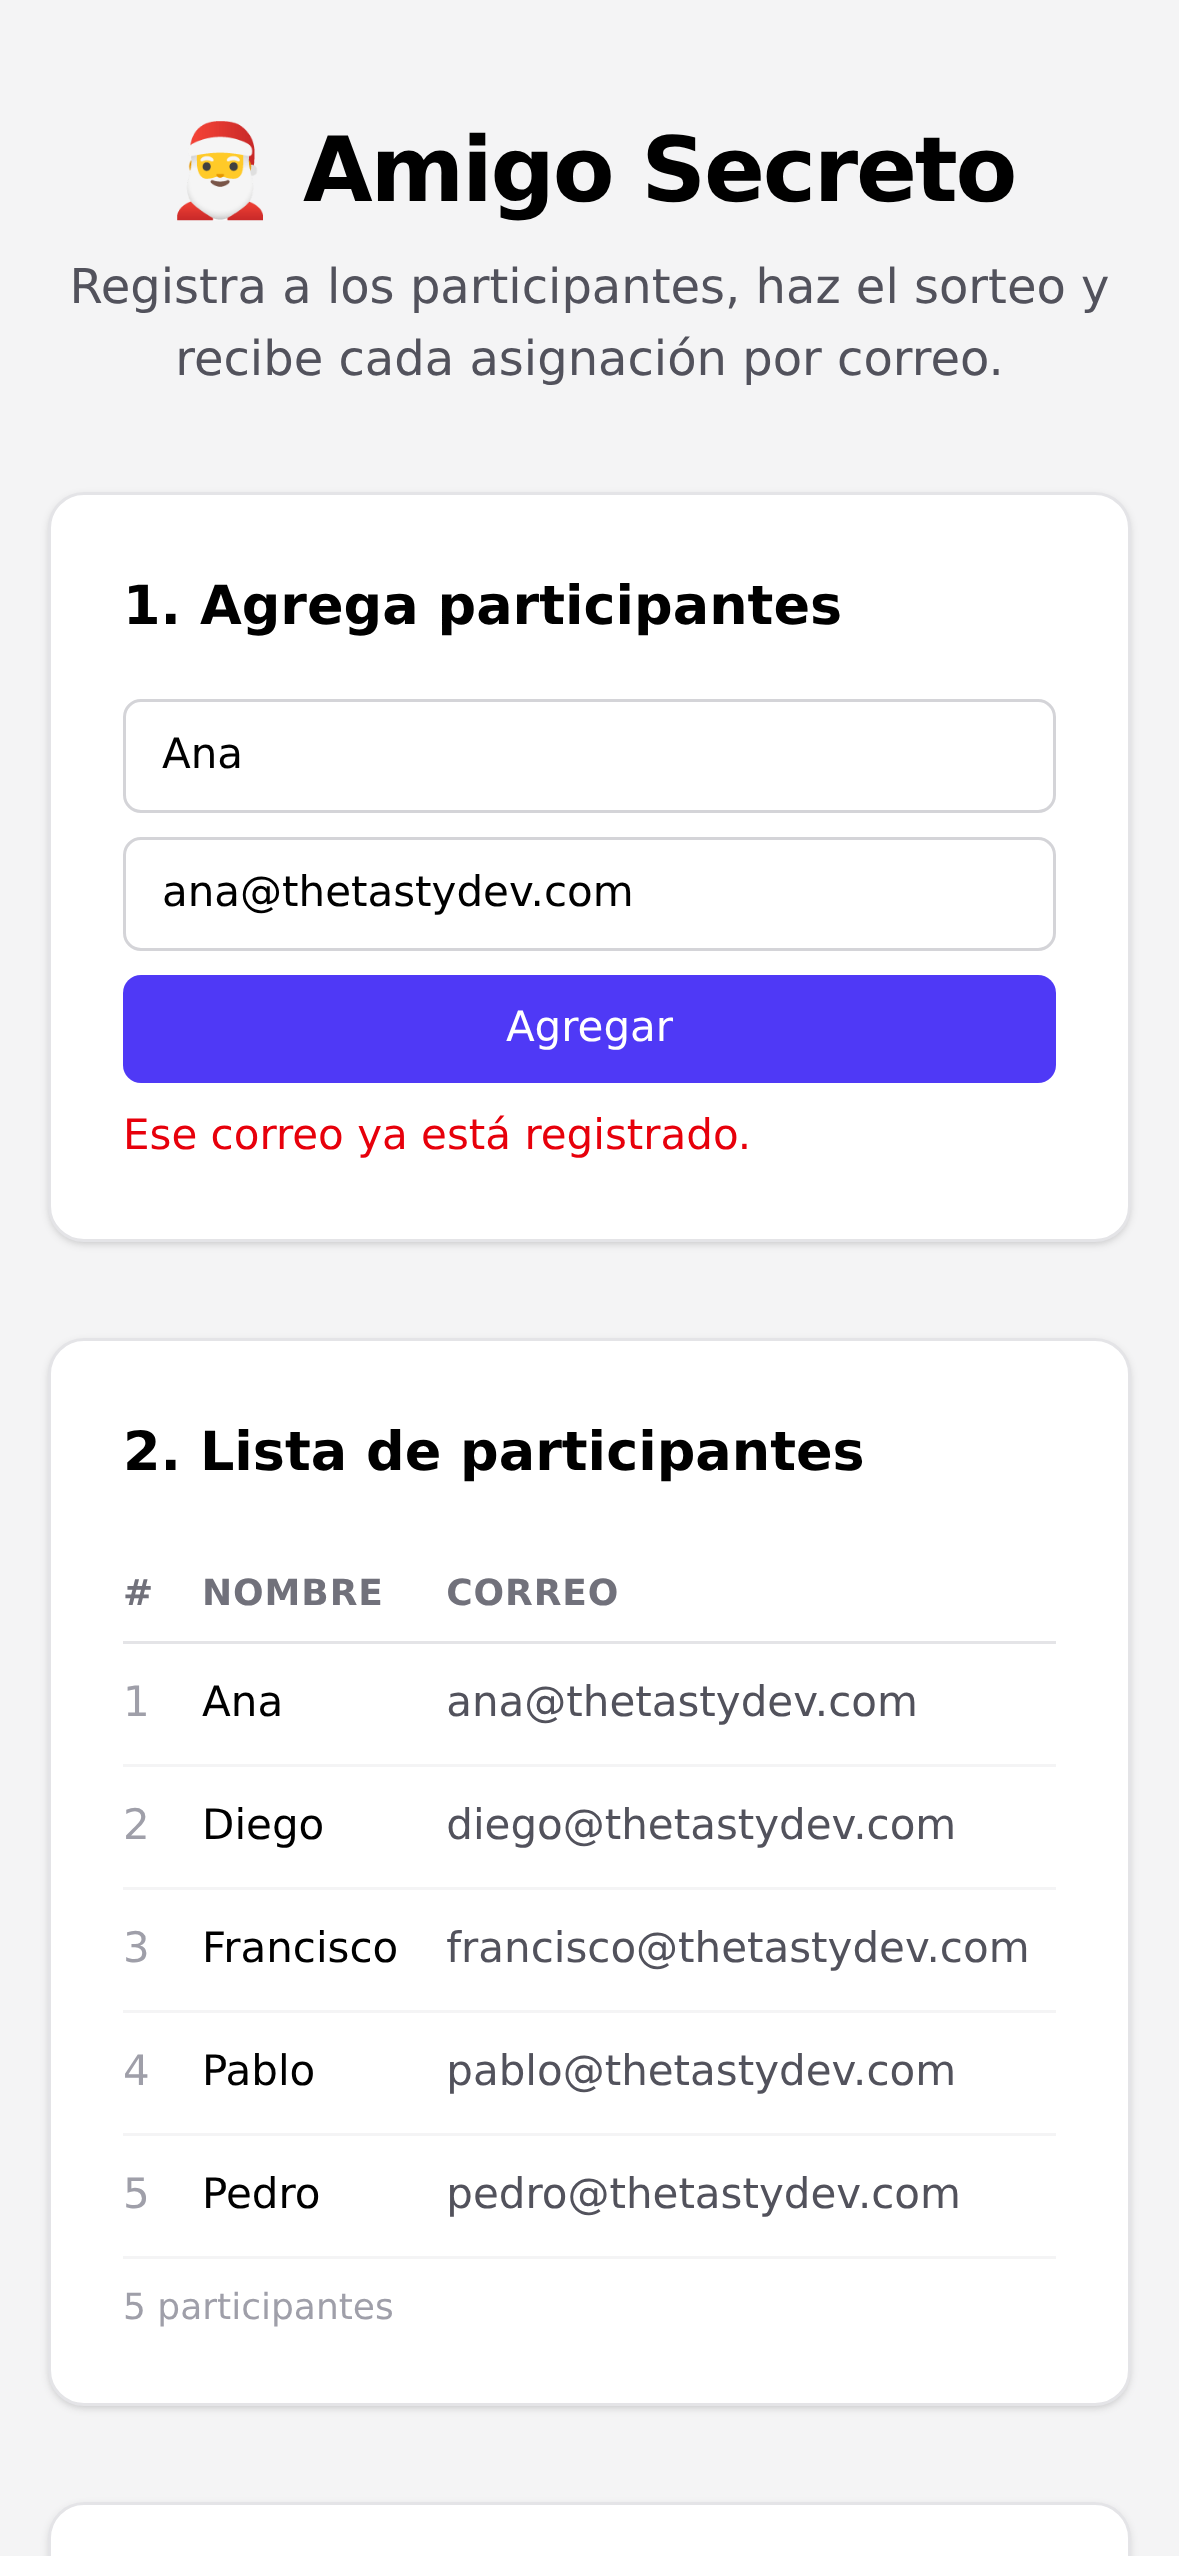 🎅 Amigo Secreto
Registra a los participantes, haz el sorteo y
recibe cada asignación por correo.
1. Agrega participantes
Ana
ana@thetastydev.com
Agregar
Ese correo ya está registrado.
2. Lista de participantes
# NOMBRE CORREO
1 Ana ana@thetastydev.com
2 Diego diego@thetastydev.com
3 Francisco francisco@thetastydev.com
4 Pablo pablo@thetastydev.com
5 Pedro pedro@thetastydev.com
5 participantes